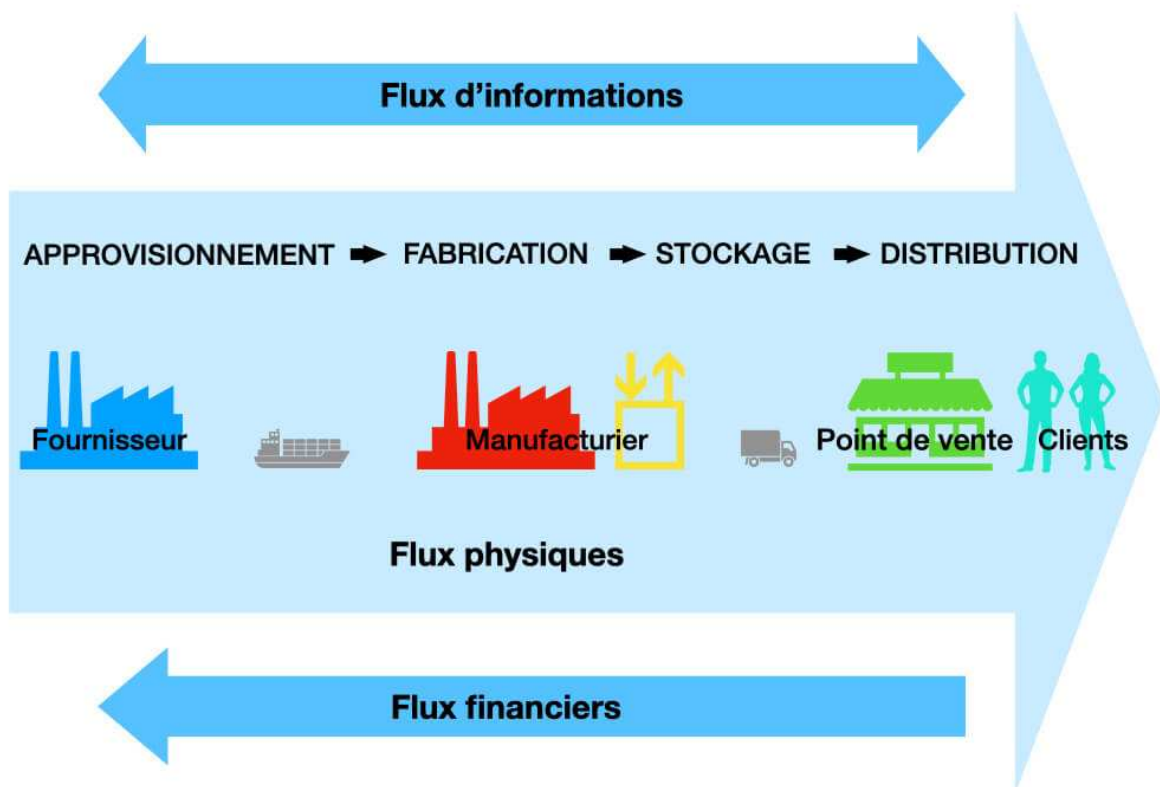 Flux d’informations
APPROVISIONNEMENT FABRICATION STOCKAGE DISTRIBUTION
Fournisseur Manufacturier Point de vente Clients
Flux physiques
Flux financiers